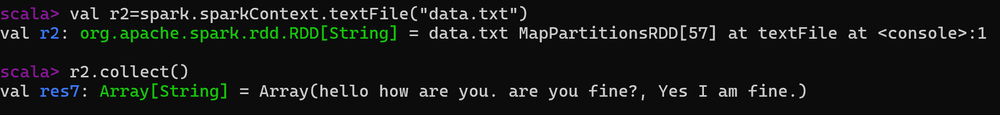 scala> val r2=spark.sparkContext.textFile("data.txt")
val r2: org.apache.spark.rdd.RDD[String] = data.txt MapPartitionsRDD[57] at textFile at <console>:1
scala> r2.collect()
val res7: Array[String] = Array(hello how are you. are you fine?, Yes I am fine.)